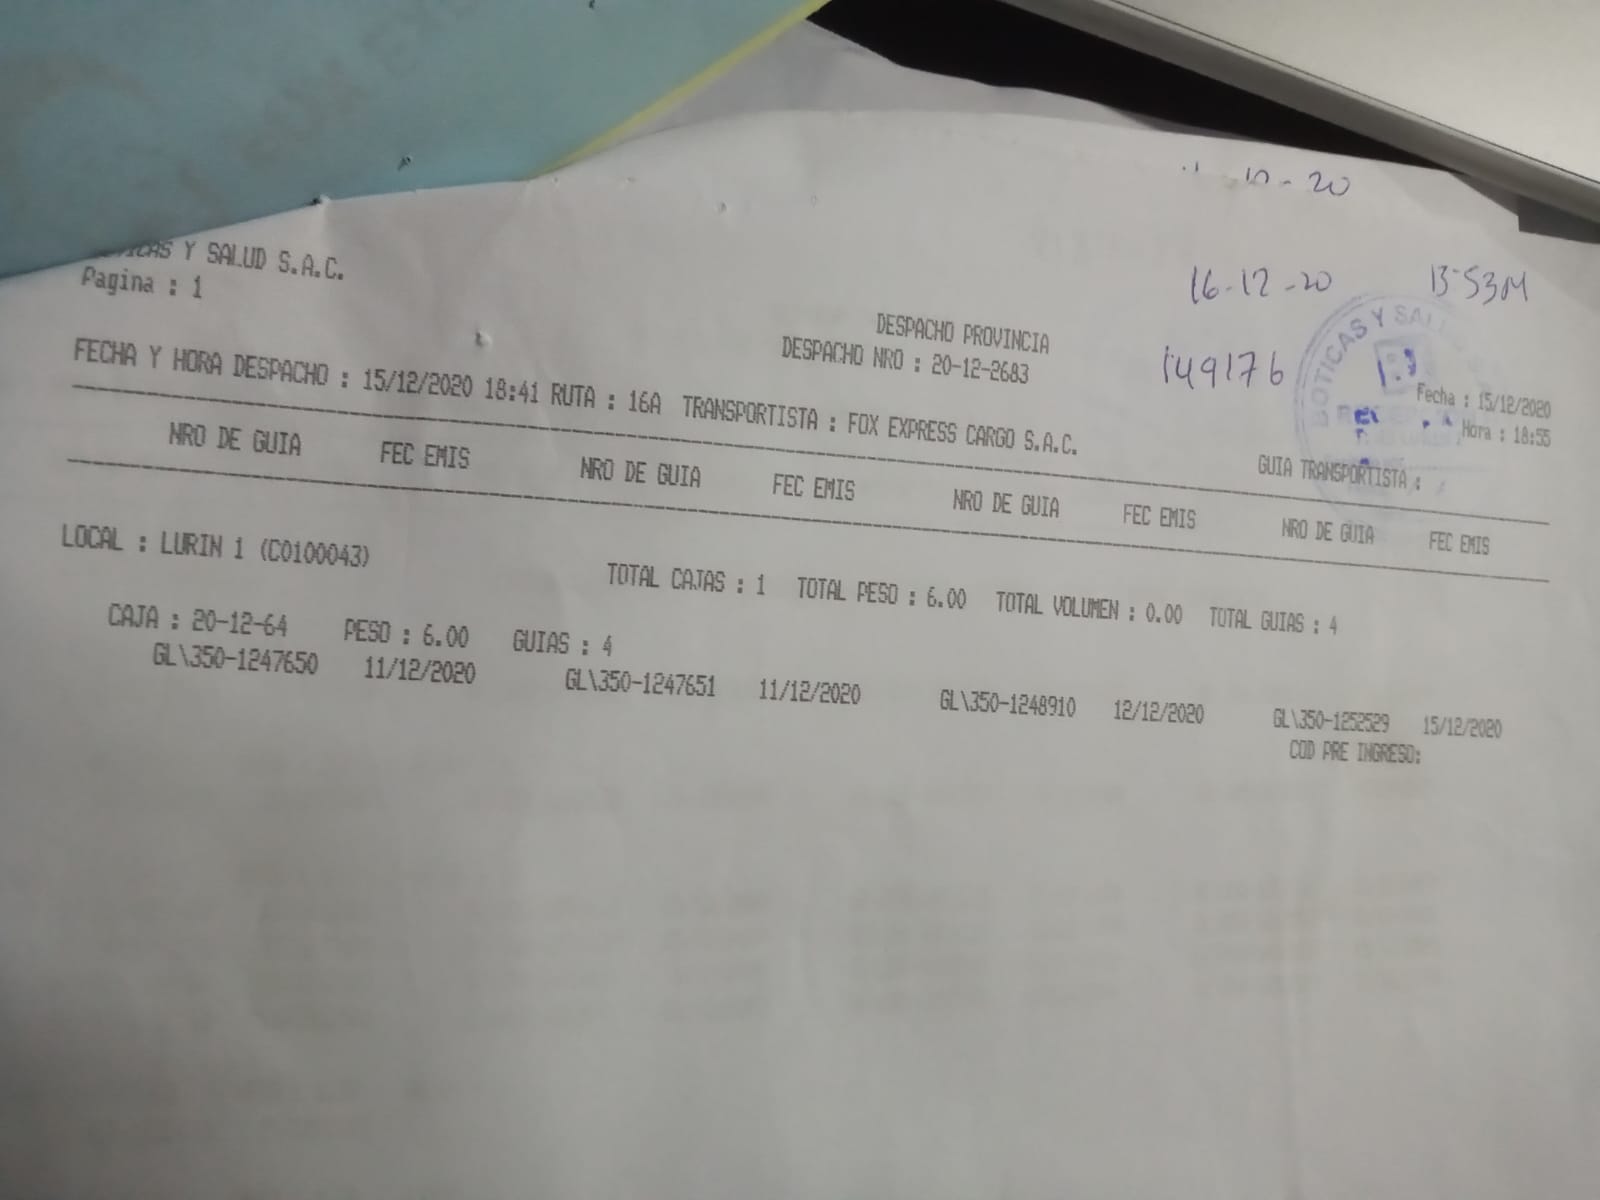 10-20
16-12-20 13-53M
149176
Y SALUD S.A.C.
Pagina : 1
DESPACHO PROVINCIA
DESPACHO NRO : 20-12-2683
BOTICAS Y SAL
Fecha : 15/12/2020
Hora : 18:55
FECHA Y HORA DESPACHO : 15/12/2020 18:41 RUTA : 16A TRANSPORTISTA : FOX EXPRESS CARGO S.A.C. GUIA TRANSPORTISTA :
NRO DE GUIA FEC EMIS NRO DE GUIA FEC EMIS NRO DE GUIA FEC EMIS NRO DE GUIA FEC EMIS
LOCAL : LURIN 1 (C0100043) TOTAL CAJAS : 1 TOTAL PESO : 6.00 TOTAL VOLUMEN : 0.00 TOTAL GUIAS : 4
CAJA : 20-12-64 PESO : 6.00 GUIAS : 4
GL\350-1247650 11/12/2020 GL\350-1247651 11/12/2020 GL\350-1248910 12/12/2020 GL\350-1252529 15/12/2020
COD PRE INGRESO: